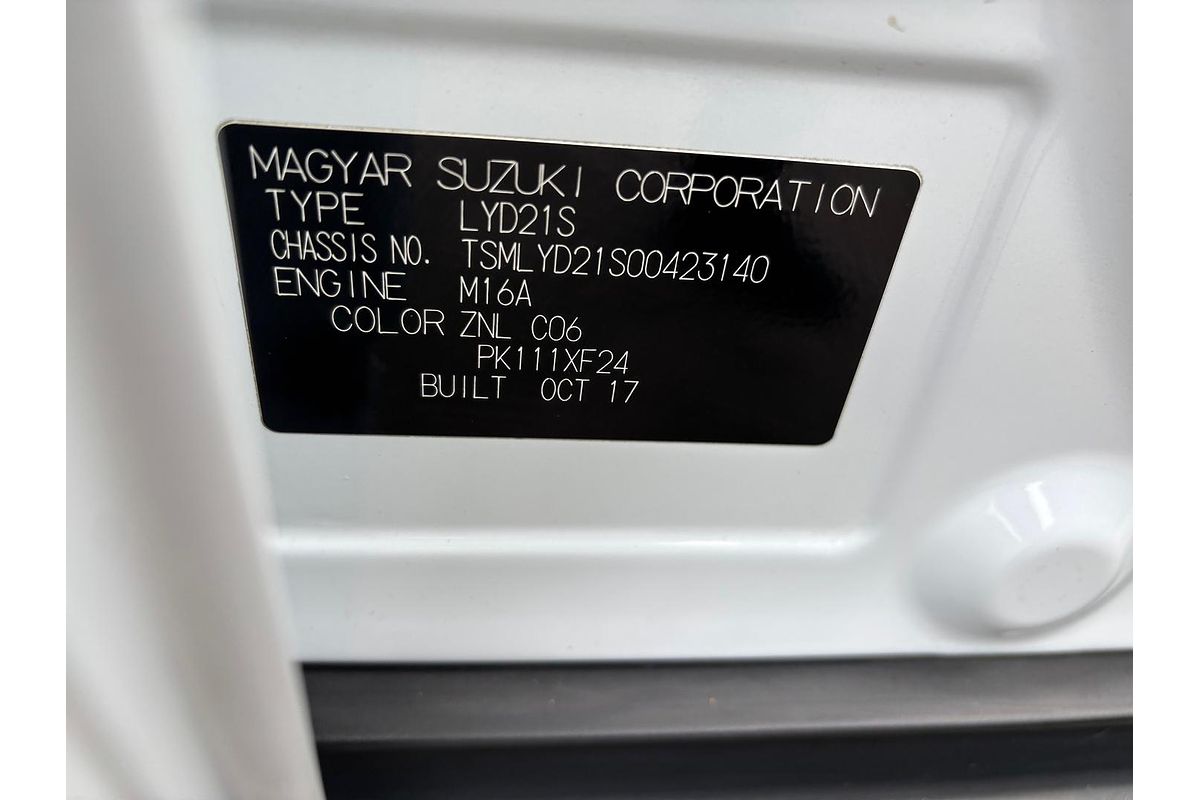 MAGYAR SUZUKI CORPORATION
TYPE LYD21S
CHASSIS NO. TSMLYD21S00423140
ENGINE M16A
COLOR ZNL C06
PK111XF24
BUILT OCT 17